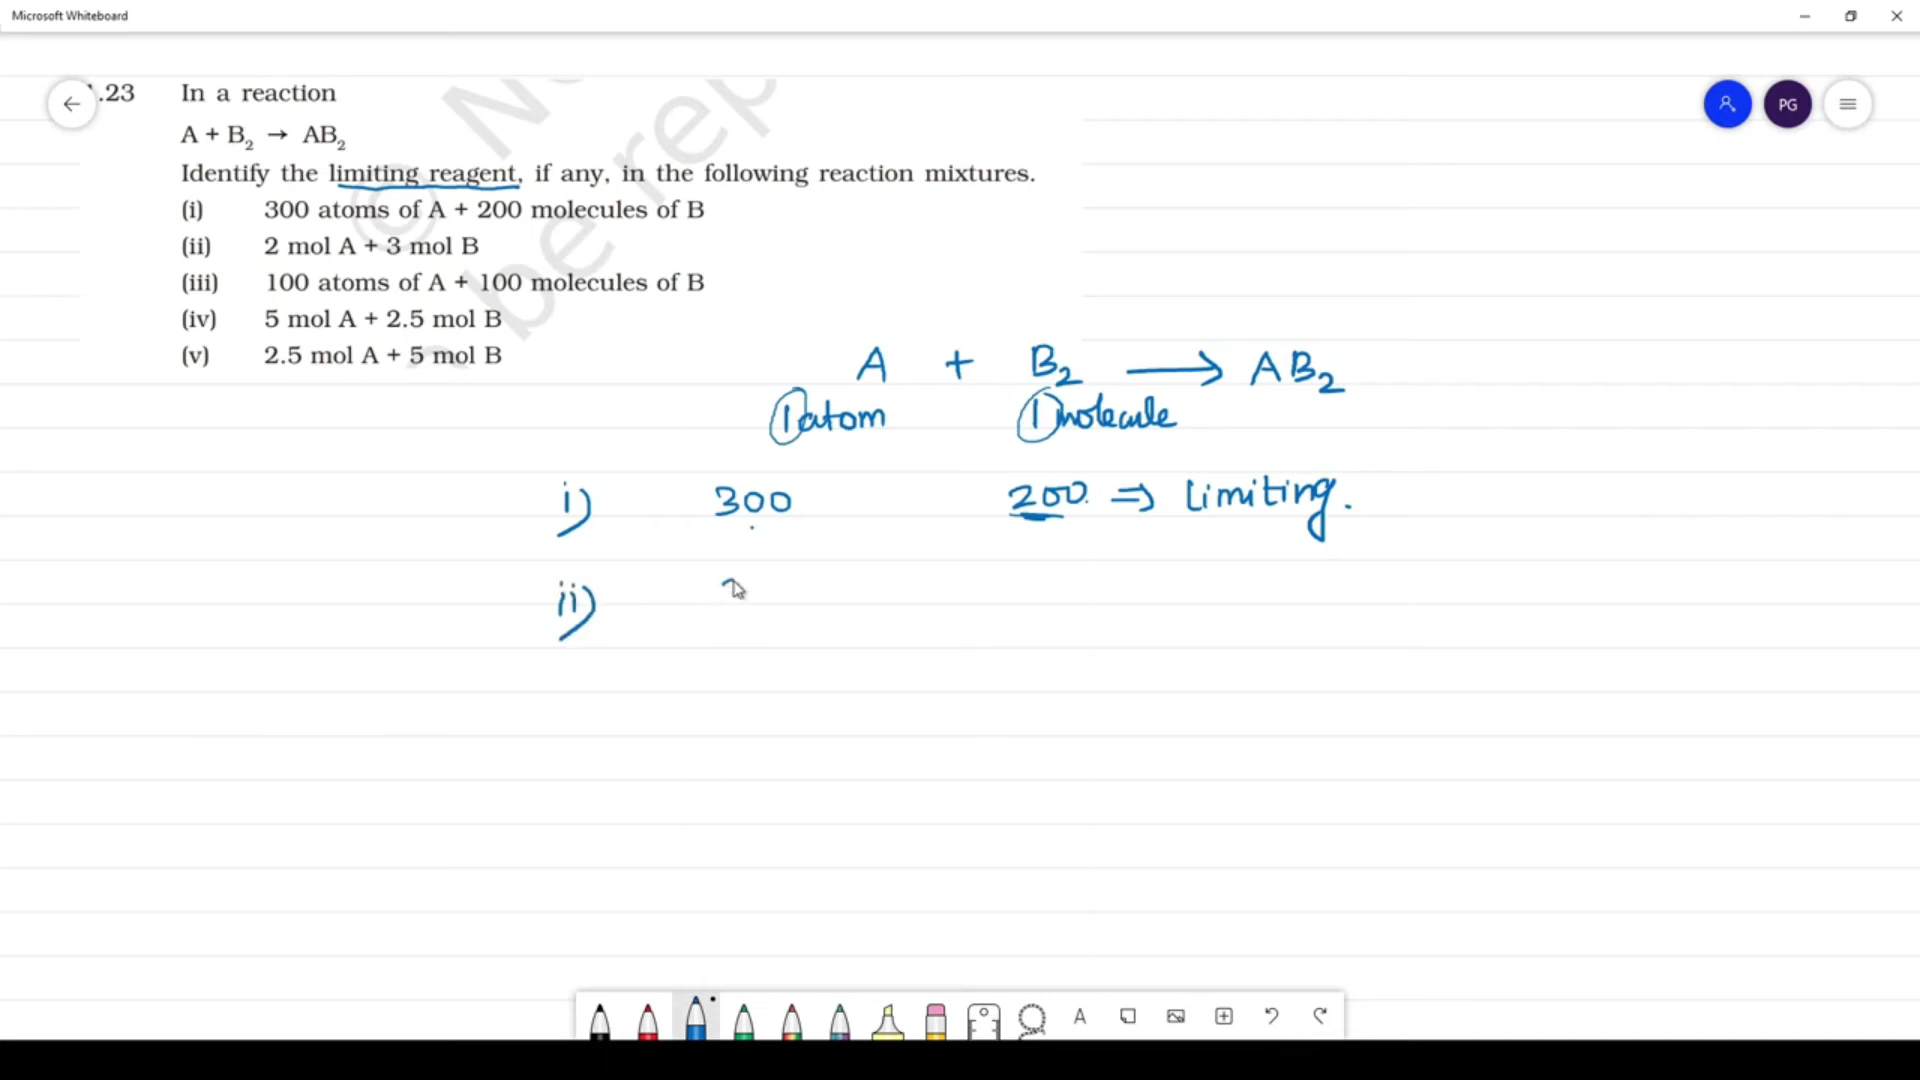 Microsoft Whiteboard
.23 In a reaction
A + B₂ → AB₂
Identify the limiting reagent, if any, in the following reaction mixtures.
(i) 300 atoms of A + 200 molecules of B
(ii) 2 mol A + 3 mol B
(iii) 100 atoms of A + 100 molecules of B
(iv) 5 mol A + 2.5 mol B
(v) 2.5 mol A + 5 mol B
PG
© N
be rep
A + B₂ ⟶ AB₂
1 atom 1 molecule
i) 300 200 ⇒ limiting.
ii)
A